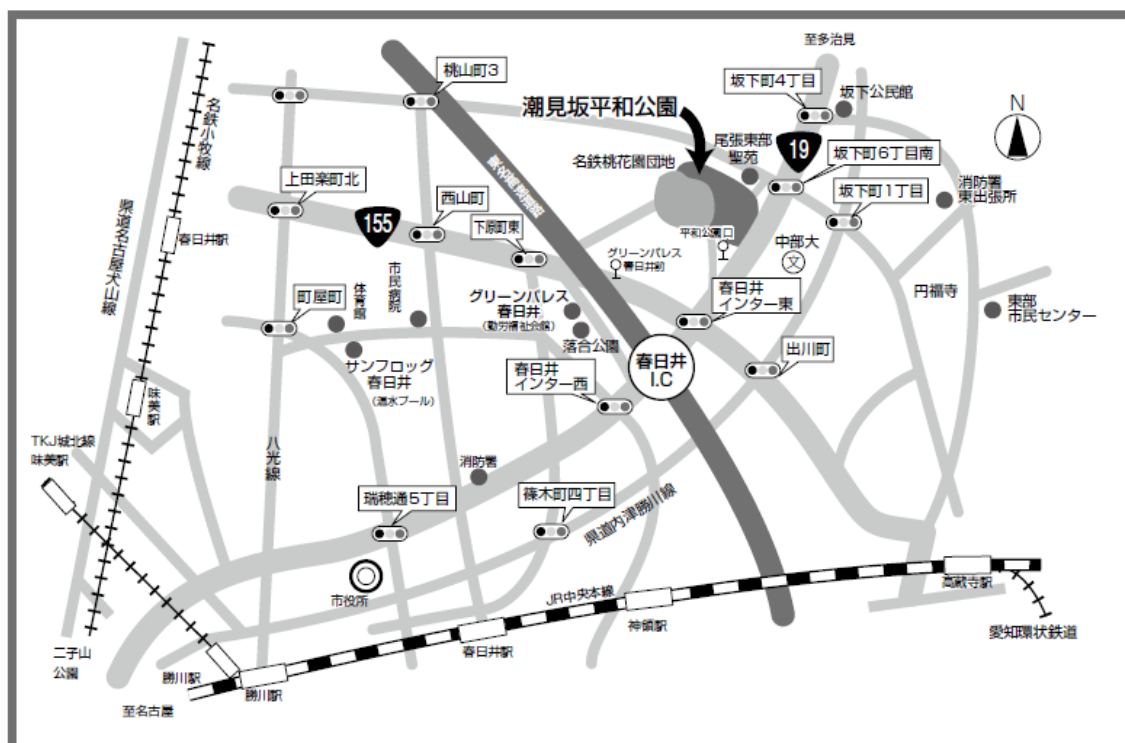 至多治見
桃山町3
坂下町4丁目
坂下公民館
N
潮見坂平和公園
尾張東部
聖苑
19
名鉄桃花園団地
坂下町6丁目南
坂下町1丁目
消防署
東出張所
名鉄小牧線
県道名古屋犬山線
東名高速道路
上田楽町北
155
西山町
下原町東
平和公園口
中部大
文
グリーンパレス
春日井前
春日井駅
市民病院
体育館
町屋町
グリーンパレス
春日井
(勤労福祉会館)
落合公園
春日井
インター東
円福寺
東部
市民センター
サンフロッグ
春日井
(温水プール)
春日井
インター西
春日井
I.C
出川町
味美駅
TKJ城北線
味美駅
八光線
消防署
瑞穂通5丁目
篠木町四丁目
県道内津勝川線
市役所
JR中央本線
神領駅
高蔵寺駅
愛知環状鉄道
春日井駅
二子山
公園
勝川駅
勝川駅
至名古屋